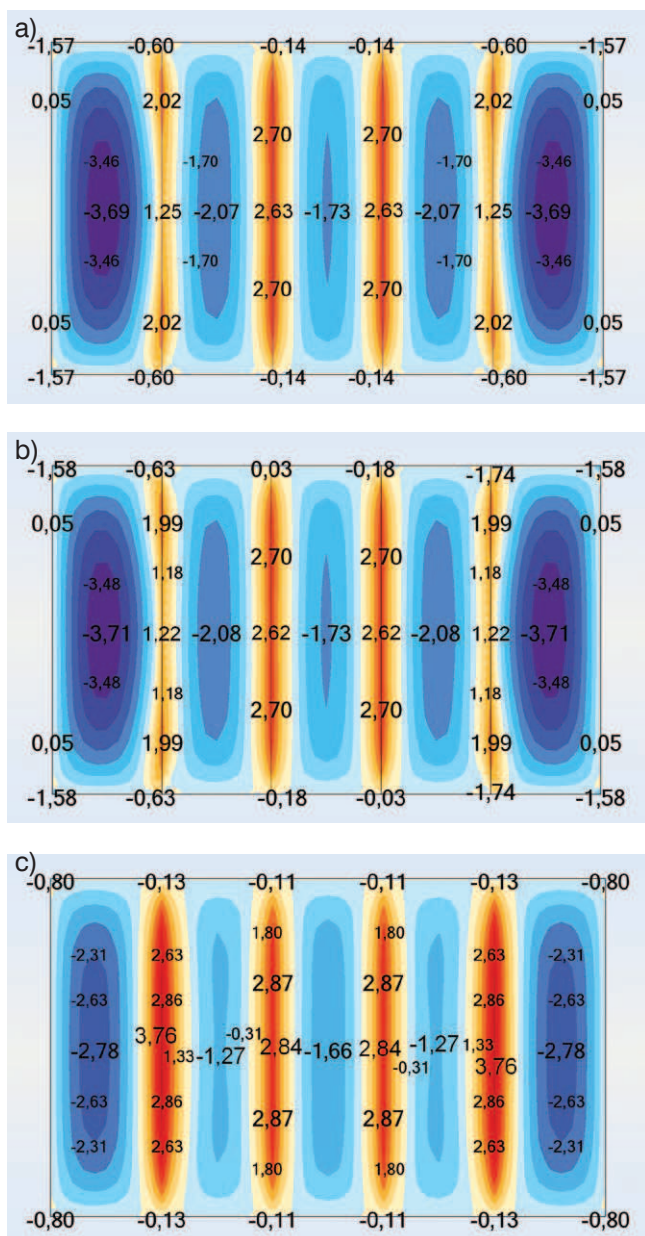 a)
-1,57 -0,60 -0,14 -0,14 -0,60 -1,57
0,05 2,02 2,02 0,05
2,70 2,70
-3,46 -1,70 -1,70 -3,46
-3,69 1,25 -2,07 2,63 -1,73 2,63 -2,07 1,25 -3,69
-3,46 -1,70 -1,70 -3,46
2,70 2,70
0,05 2,02 2,02 0,05
-1,57 -0,60 -0,14 -0,14 -0,60 -1,57
b)
-1,58 -0,63 0,03 -0,18 -1,74 -1,58
0,05 1,99 1,99 0,05
2,70 2,70
-3,48 1,18 1,18 -3,48
-3,71 1,22 -2,08 2,62 -1,73 2,62 -2,08 1,22 -3,71
-3,48 1,18 1,18 -3,48
2,70 2,70
0,05 1,99 1,99 0,05
-1,58 -0,63 -0,18 -0,03 -1,74 -1,58
c)
-0,80 -0,13 -0,11 -0,11 -0,13 -0,80
1,80 1,80
-2,31 2,63 2,63 -2,31
2,87 2,87
-2,63 2,86 2,86 -2,63
3,76 -0,31 -1,27 1,33
-2,78 1,33 -1,27 2,84 -1,66 2,84 -0,31 3,76 -2,78
-2,63 2,86 2,86 -2,63
2,87 2,87
-2,31 2,63 2,63 -2,31
1,80 1,80
-0,80 -0,13 -0,11 -0,11 -0,13 -0,80